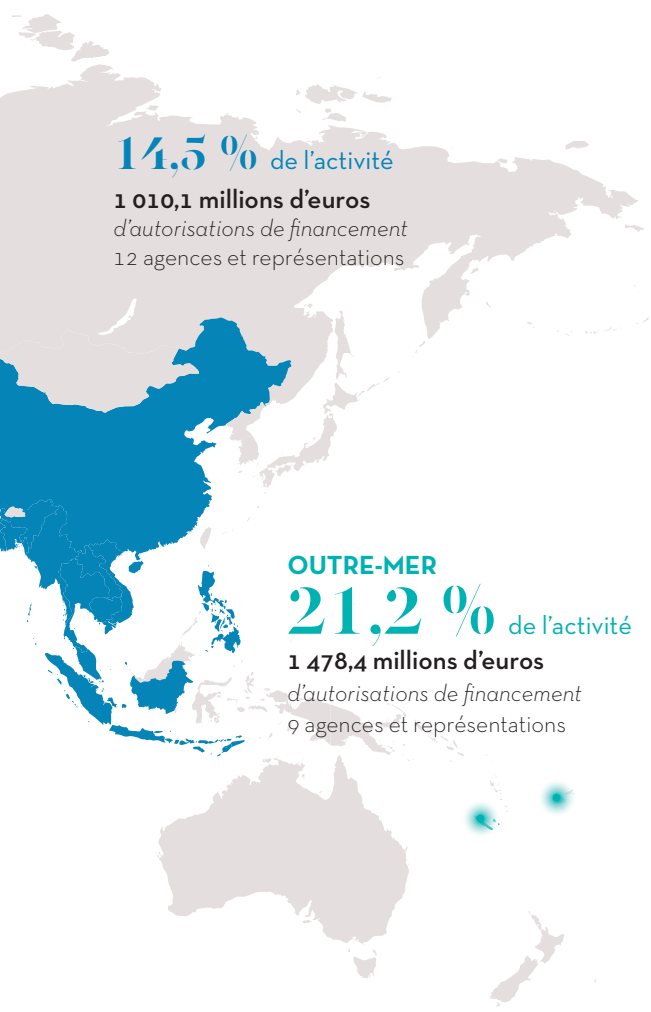 14,5 % de l’activité
1 010,1 millions d’euros
d’autorisations de financement
12 agences et représentations
OUTRE-MER
21,2 % de l’activité
1 478,4 millions d’euros
d’autorisations de financement
9 agences et représentations